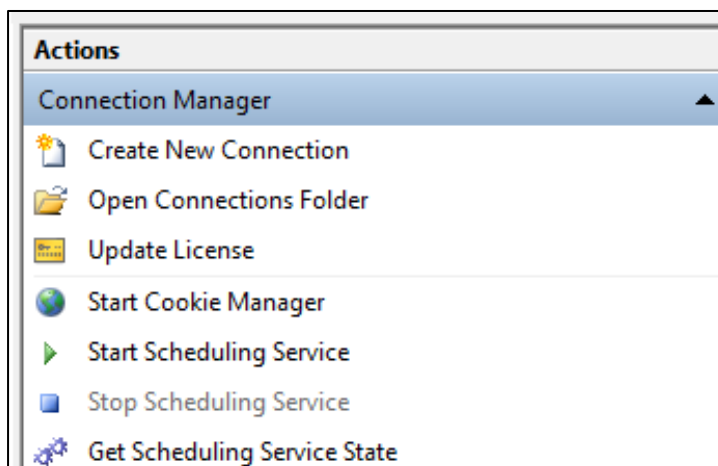 Actions
Connection Manager
Create New Connection
Open Connections Folder
Update License
Start Cookie Manager
Start Scheduling Service
Stop Scheduling Service
Get Scheduling Service State